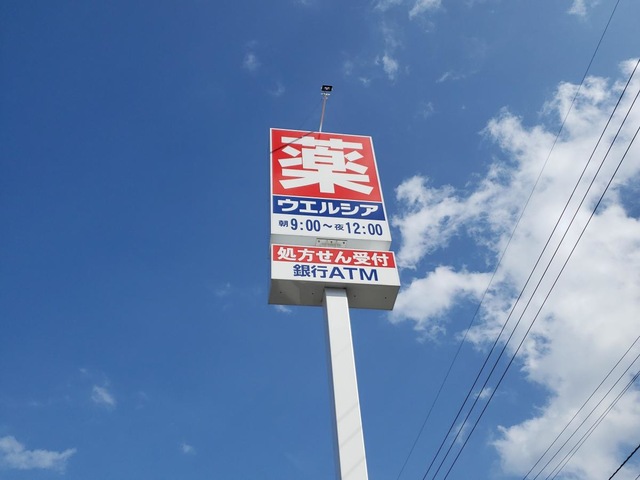 薬
ウエルシア
朝9:00～夜12:00
処方せん受付
銀行ATM